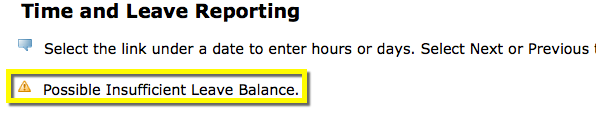 Time and Leave Reporting
Select the link under a date to enter hours or days. Select Next or Previous
Possible Insufficient Leave Balance.